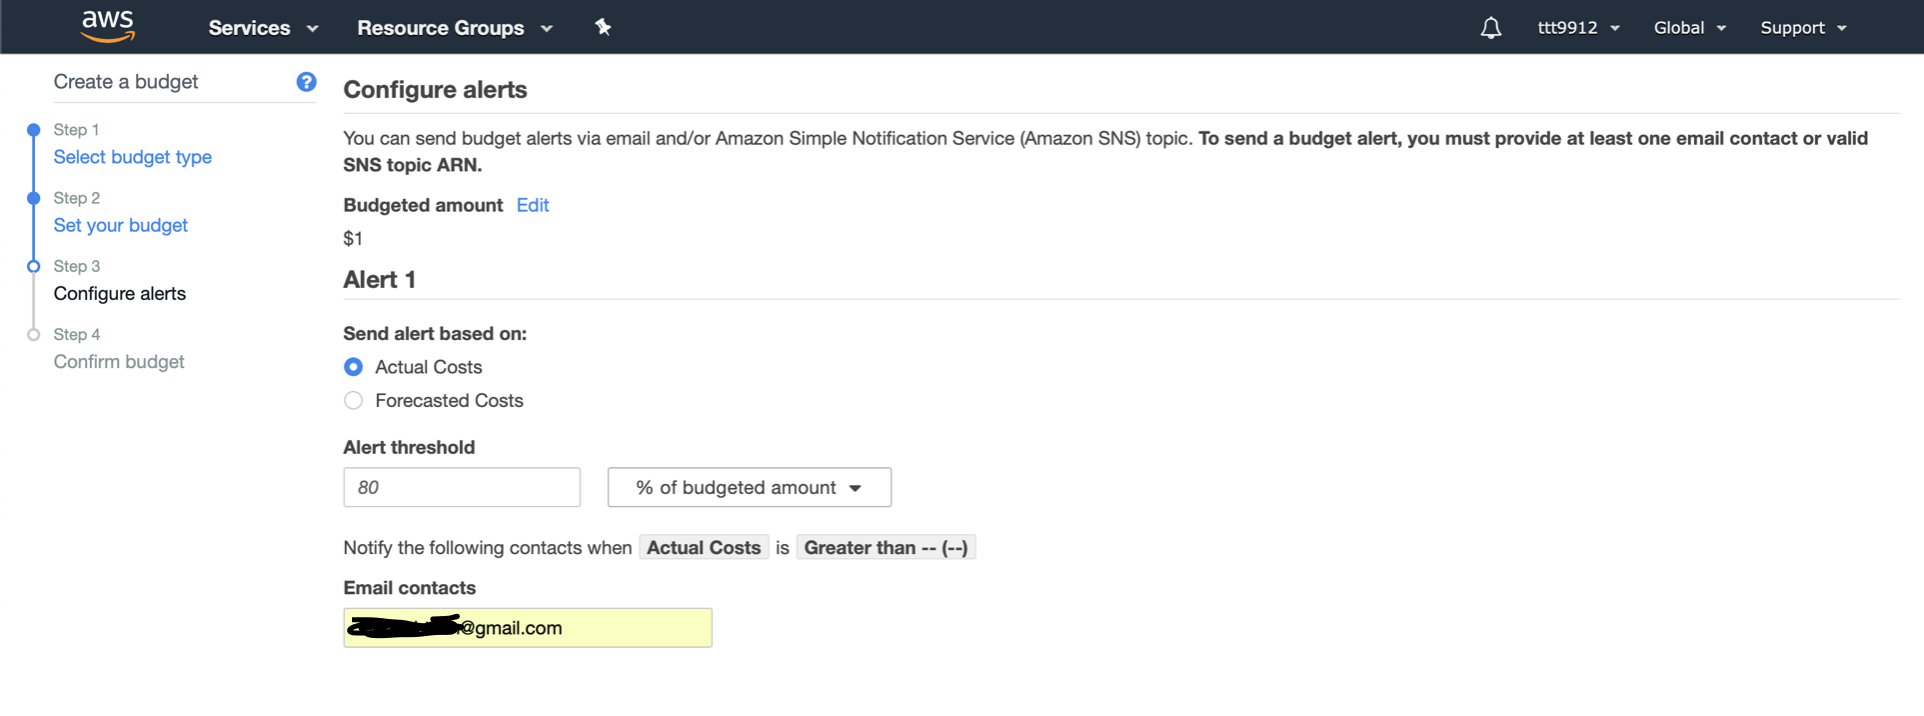 aws
Services
Resource Groups
ttt9912
Global
Support
Create a budget
?
Step 1
Select budget type
Step 2
Set your budget
Step 3
Configure alerts
Step 4
Confirm budget
Configure alerts
You can send budget alerts via email and/or Amazon Simple Notification Service (Amazon SNS) topic. To send a budget alert, you must provide at least one email contact or valid
SNS topic ARN.
Budgeted amount Edit
$1
Alert 1
Send alert based on:
Actual Costs
Forecasted Costs
Alert threshold
80
% of budgeted amount
Notify the following contacts when Actual Costs is Greater than -- (--)
Email contacts
@gmail.com